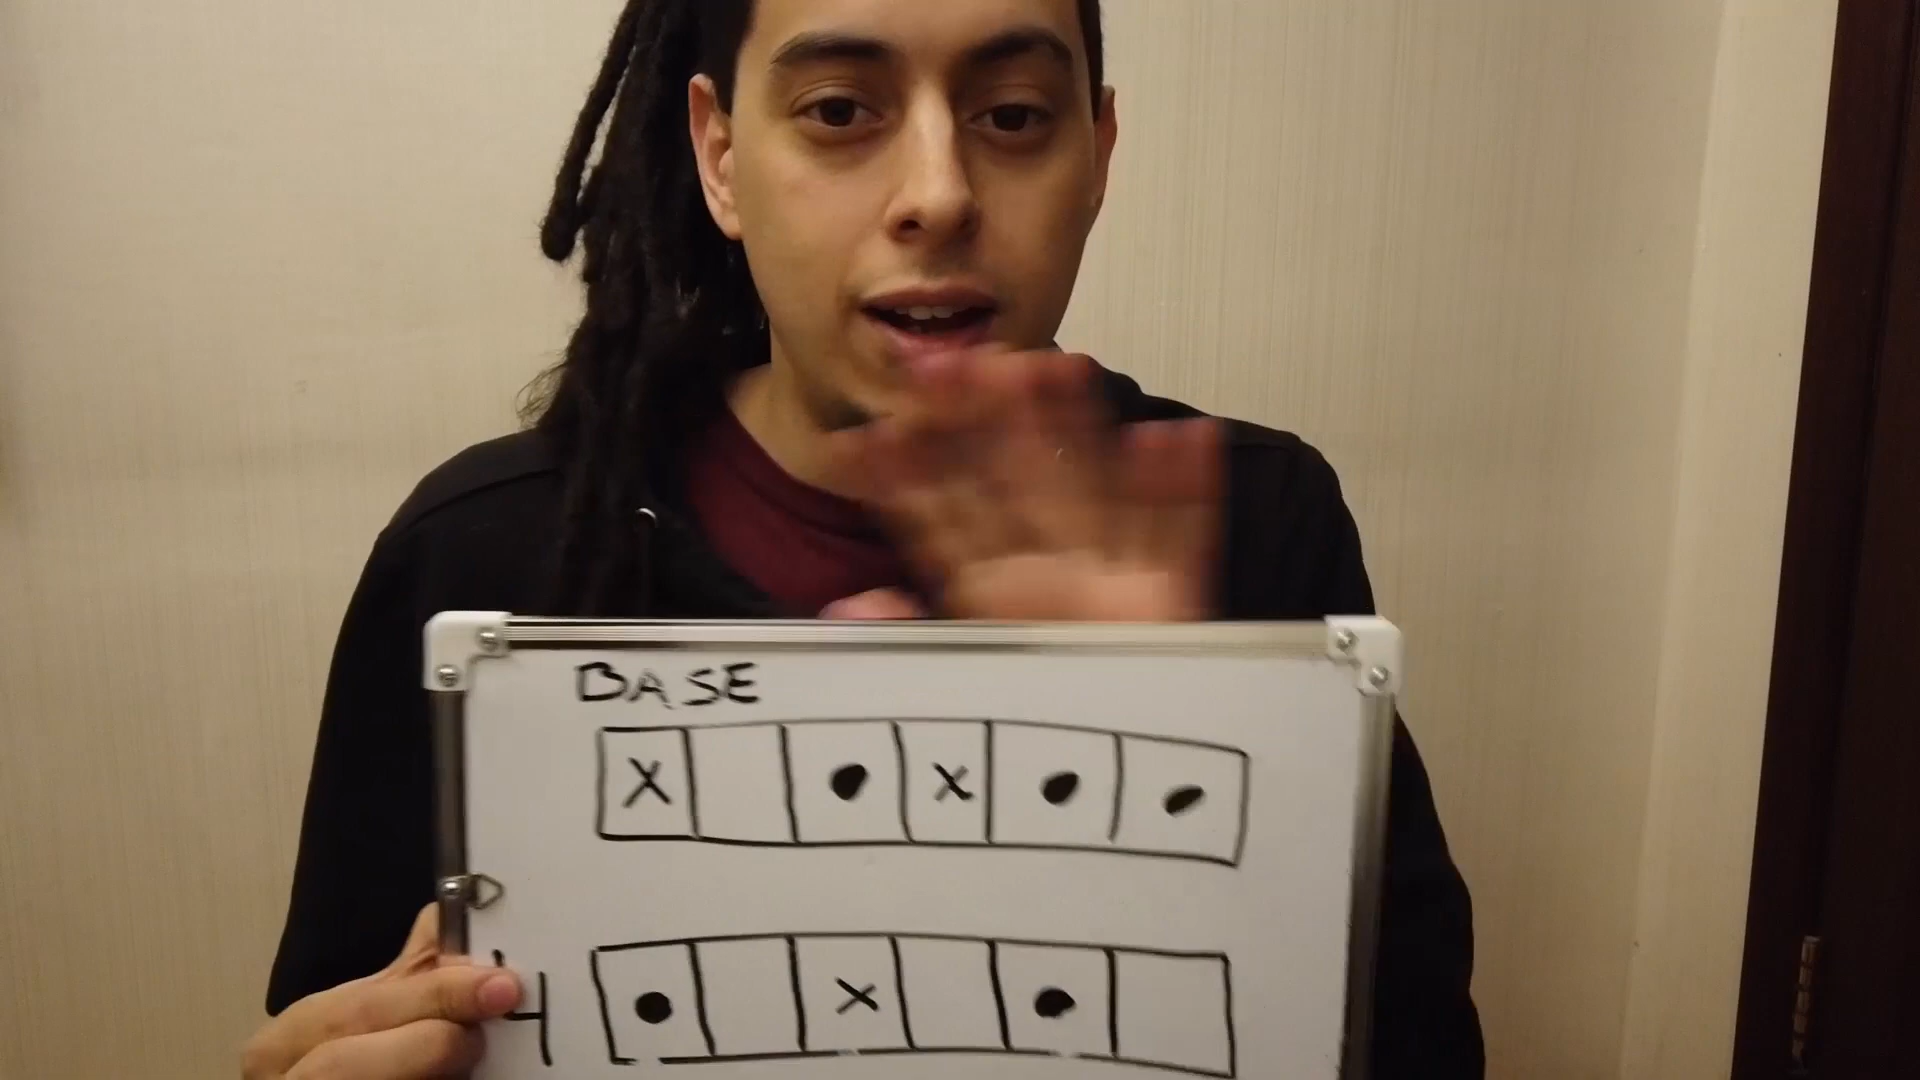 BASE
X • X • •
4 • X •